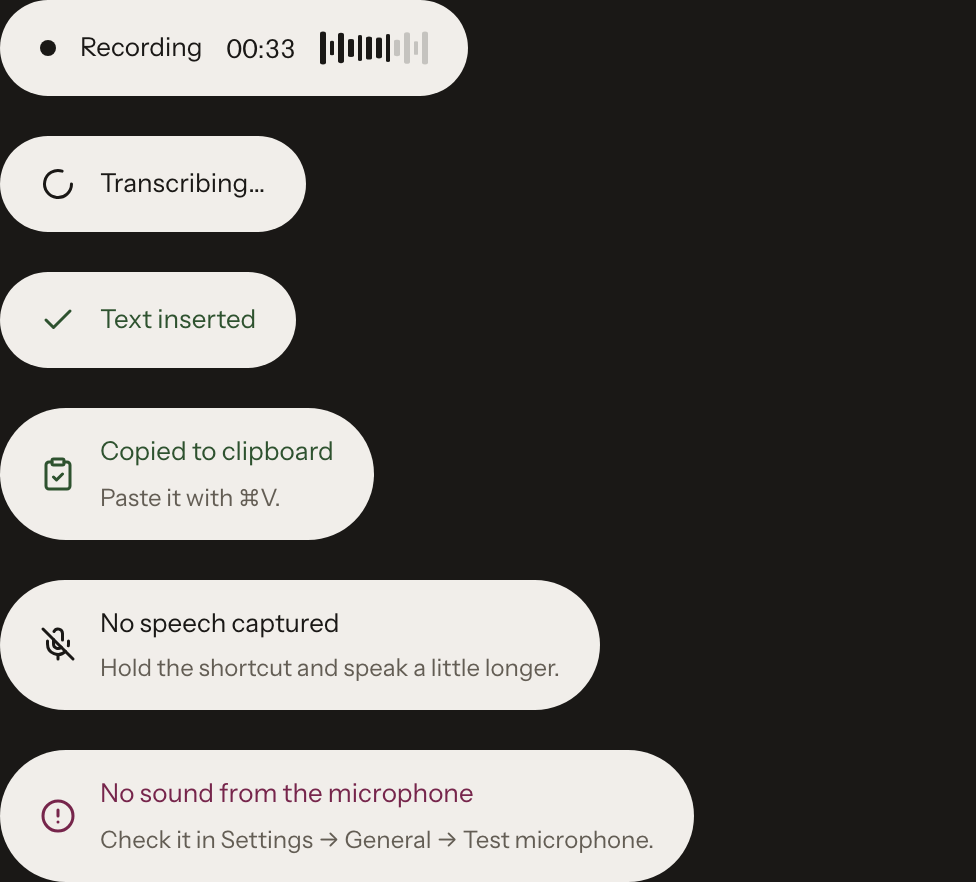 Recording 00:33
Transcribing...
Text inserted
Copied to clipboard
Paste it with ⌘V.
No speech captured
Hold the shortcut and speak a little longer.
No sound from the microphone
Check it in Settings → General → Test microphone.